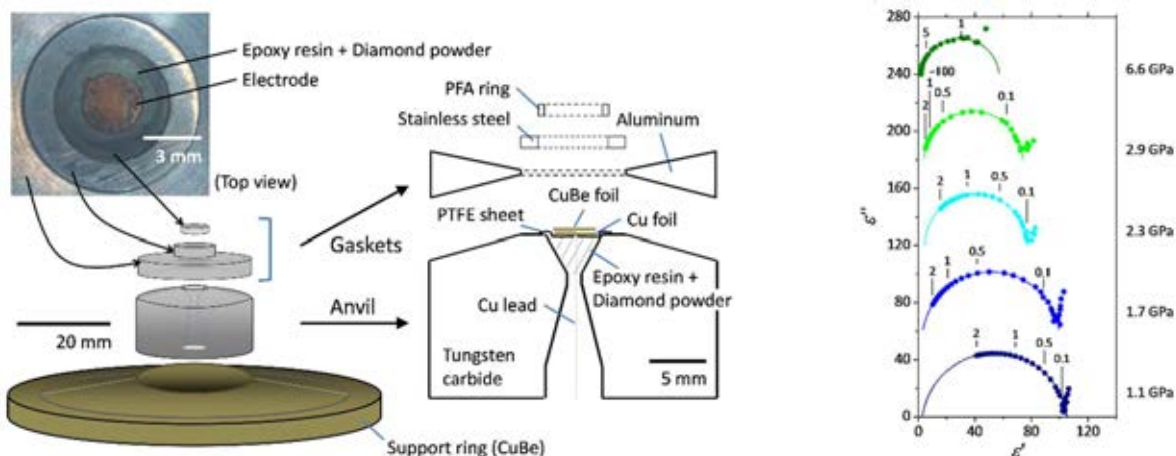 Epoxy resin + Diamond powder
Electrode
3 mm
(Top view)
Gaskets
Anvil
20 mm
Support ring (CuBe)
PFA ring
Stainless steel
Aluminum
CuBe foil
PTFE sheet
Cu foil
Epoxy resin +
Diamond powder
Cu lead
Tungsten
carbide
5 mm
ε''
280
240
200
160
120
80
40
0
5
1
-100
1
2
0.5
0.1
2
1
0.5
0.1
2
1
0.5
0.1
2
1
0.5
0.1
6.6 GPa
2.9 GPa
2.3 GPa
1.7 GPa
1.1 GPa
0
40
80
120
ε'